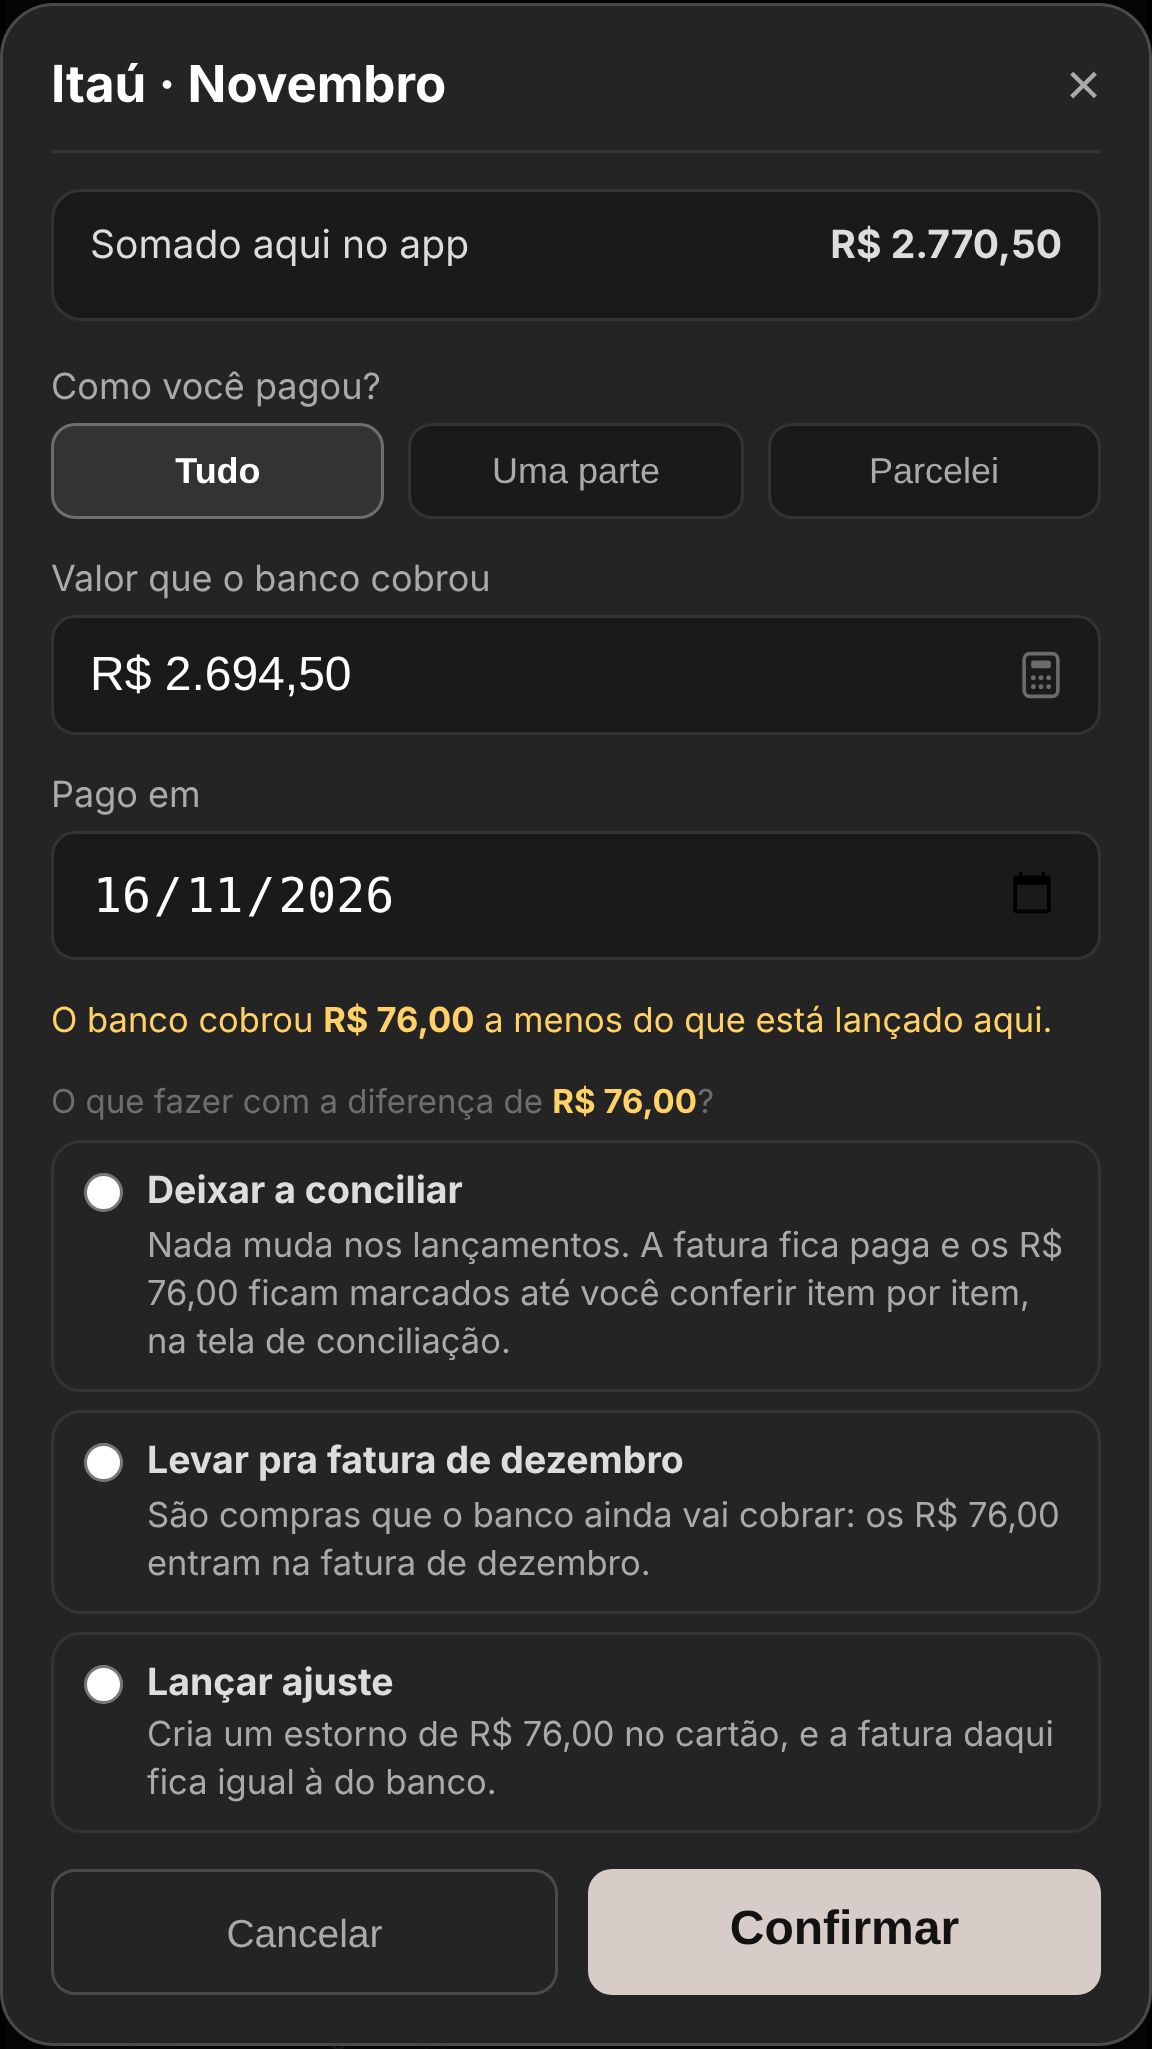 Itaú · Novembro
Somado aqui no app R$ 2.770,50
Como você pagou?
Tudo Uma parte Parcelei
Valor que o banco cobrou
R$ 2.694,50
Pago em
16/11/2026
O banco cobrou R$ 76,00 a menos do que está lançado aqui.
O que fazer com a diferença de R$ 76,00?
Deixar a conciliar
Nada muda nos lançamentos. A fatura fica paga e os R$
76,00 ficam marcados até você conferir item por item,
na tela de conciliação.
Levar pra fatura de dezembro
São compras que o banco ainda vai cobrar: os R$ 76,00
entram na fatura de dezembro.
Lançar ajuste
Cria um estorno de R$ 76,00 no cartão, e a fatura daqui
fica igual à do banco.
Cancelar Confirmar